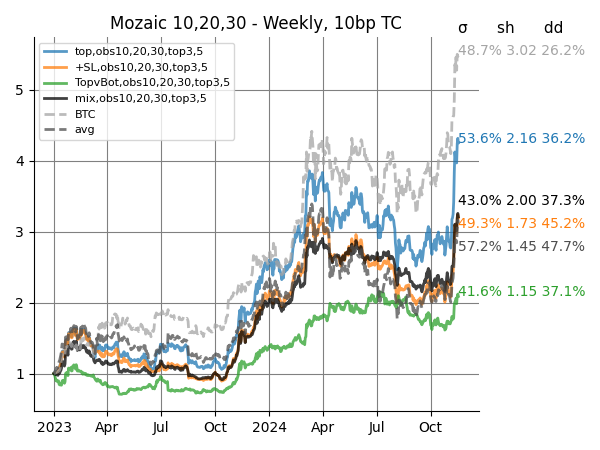 Mozaic 10,20,30 - Weekly, 10bp TC
σ sh dd
top,obs10,20,30,top3,5
+SL,obs10,20,30,top3,5
TopvBot,obs10,20,30,top3,5
mix,obs10,20,30,top3,5
BTC
avg
48.7% 3.02 26.2%
53.6% 2.16 36.2%
43.0% 2.00 37.3%
49.3% 1.73 45.2%
57.2% 1.45 47.7%
41.6% 1.15 37.1%
5
4
3
2
1
2023 Apr Jul Oct 2024 Apr Jul Oct